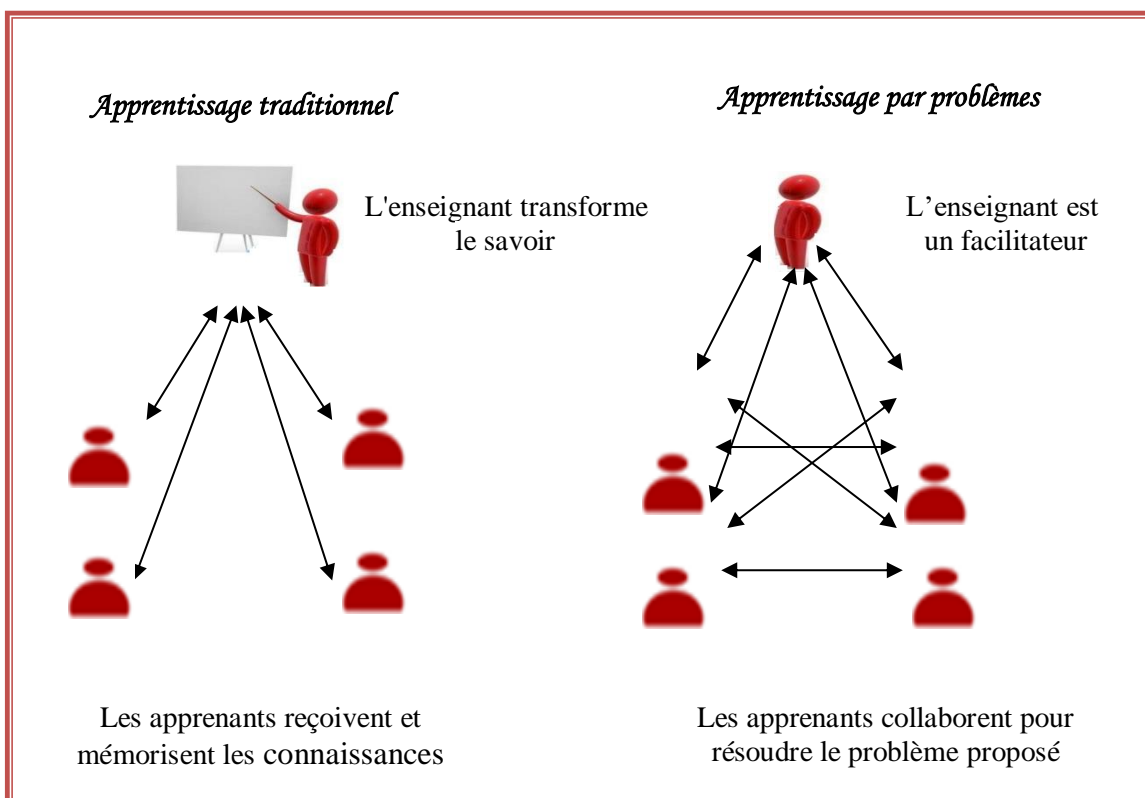 Apprentissage traditionnel
L'enseignant transforme
le savoir
Les apprenants reçoivent et
mémorisent les connaissances
Apprentissage par problèmes
L’enseignant est
un facilitateur
Les apprenants collaborent pour
résoudre le problème proposé